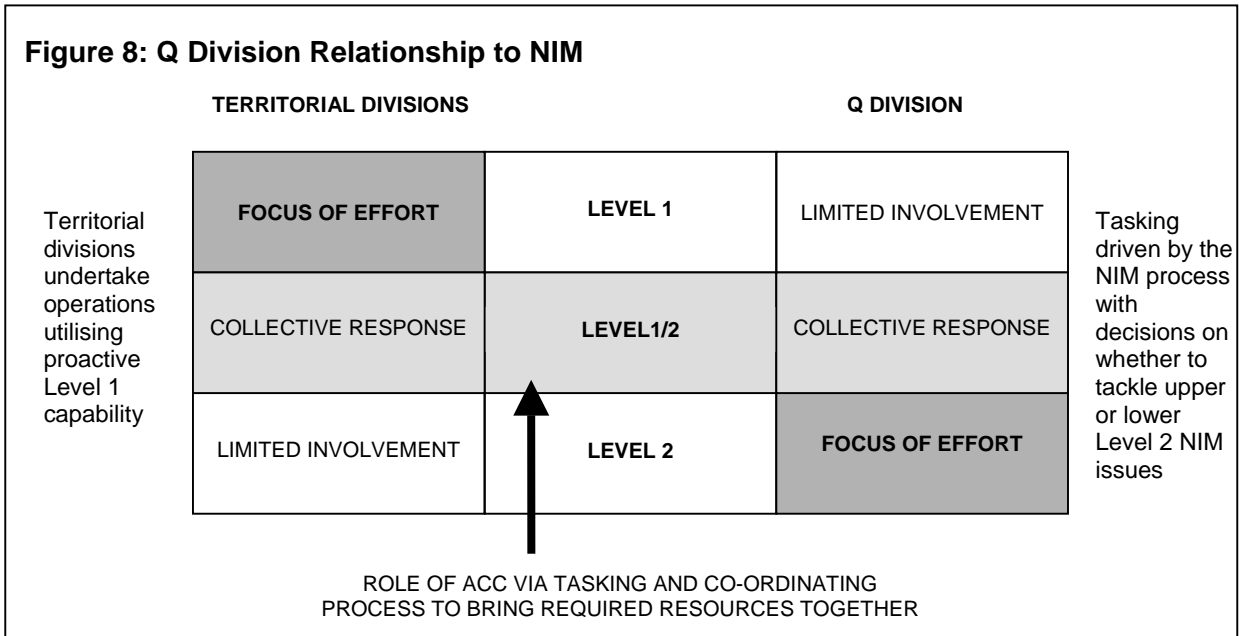 Figure 8: Q Division Relationship to NIM
TERRITORIAL DIVISIONS
Q DIVISION
Territorial
divisions
undertake
operations
utilising
proactive
Level 1
capability
FOCUS OF EFFORT
LEVEL 1
LIMITED INVOLVEMENT
COLLECTIVE RESPONSE
LEVEL1/2
COLLECTIVE RESPONSE
LIMITED INVOLVEMENT
LEVEL 2
FOCUS OF EFFORT
Tasking
driven by the
NIM process
with
decisions on
whether to
tackle upper
or lower
Level 2 NIM
issues
ROLE OF ACC VIA TASKING AND CO-ORDINATING
PROCESS TO BRING REQUIRED RESOURCES TOGETHER